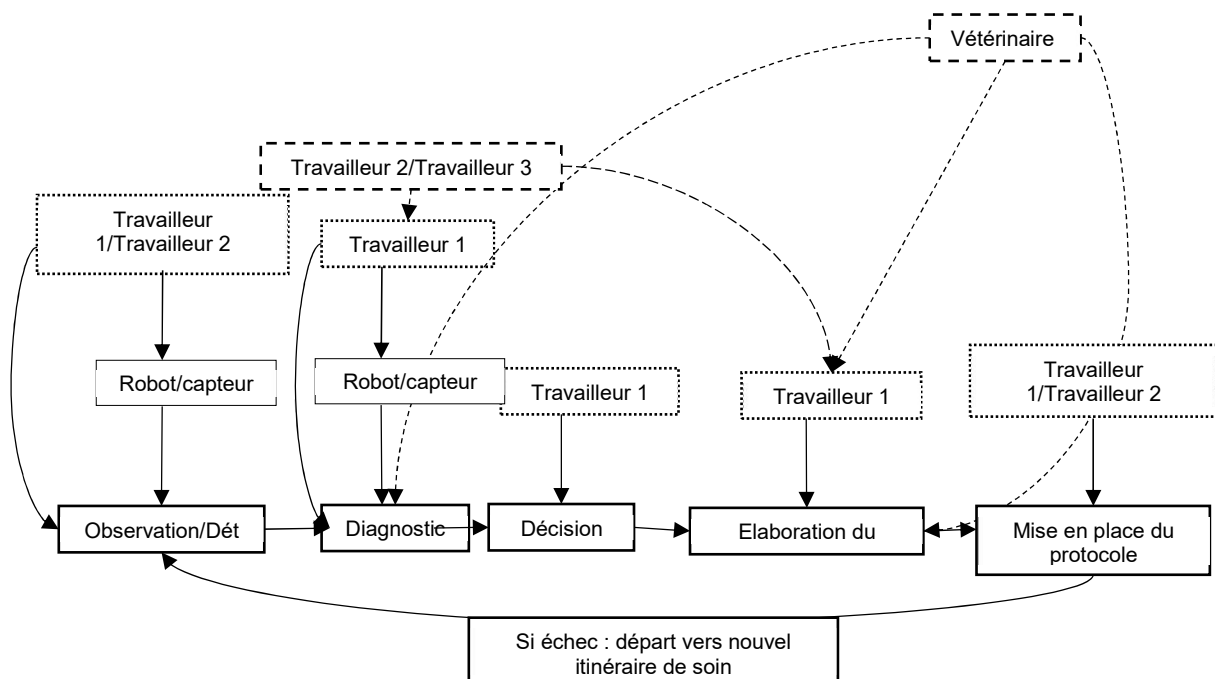 Vétérinaire
Travailleur 2/Travailleur 3
Travailleur
1/Travailleur 2
Travailleur 1
Robot/capteur
Robot/capteur
Travailleur 1
Travailleur 1
Travailleur
1/Travailleur 2
Observation/Dét
Diagnostic
Décision
Elaboration du
Mise en place du
protocole
Si échec : départ vers nouvel
itinéraire de soin